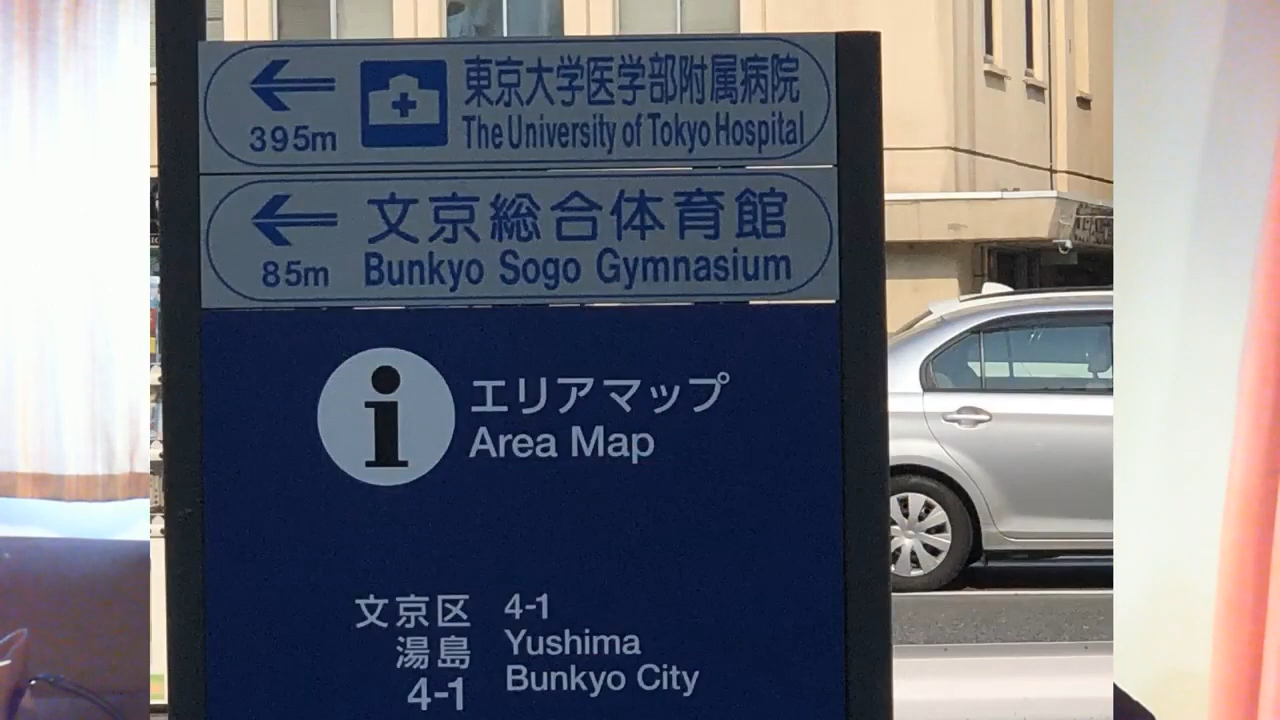 東京大学医学部附属病院
395m
The University of Tokyo Hospital
文京総合体育館
85m
Bunkyo Sogo Gymnasium
i
エリアマップ
Area Map
文京区
湯島
4-1
4-1
Yushima
Bunkyo City